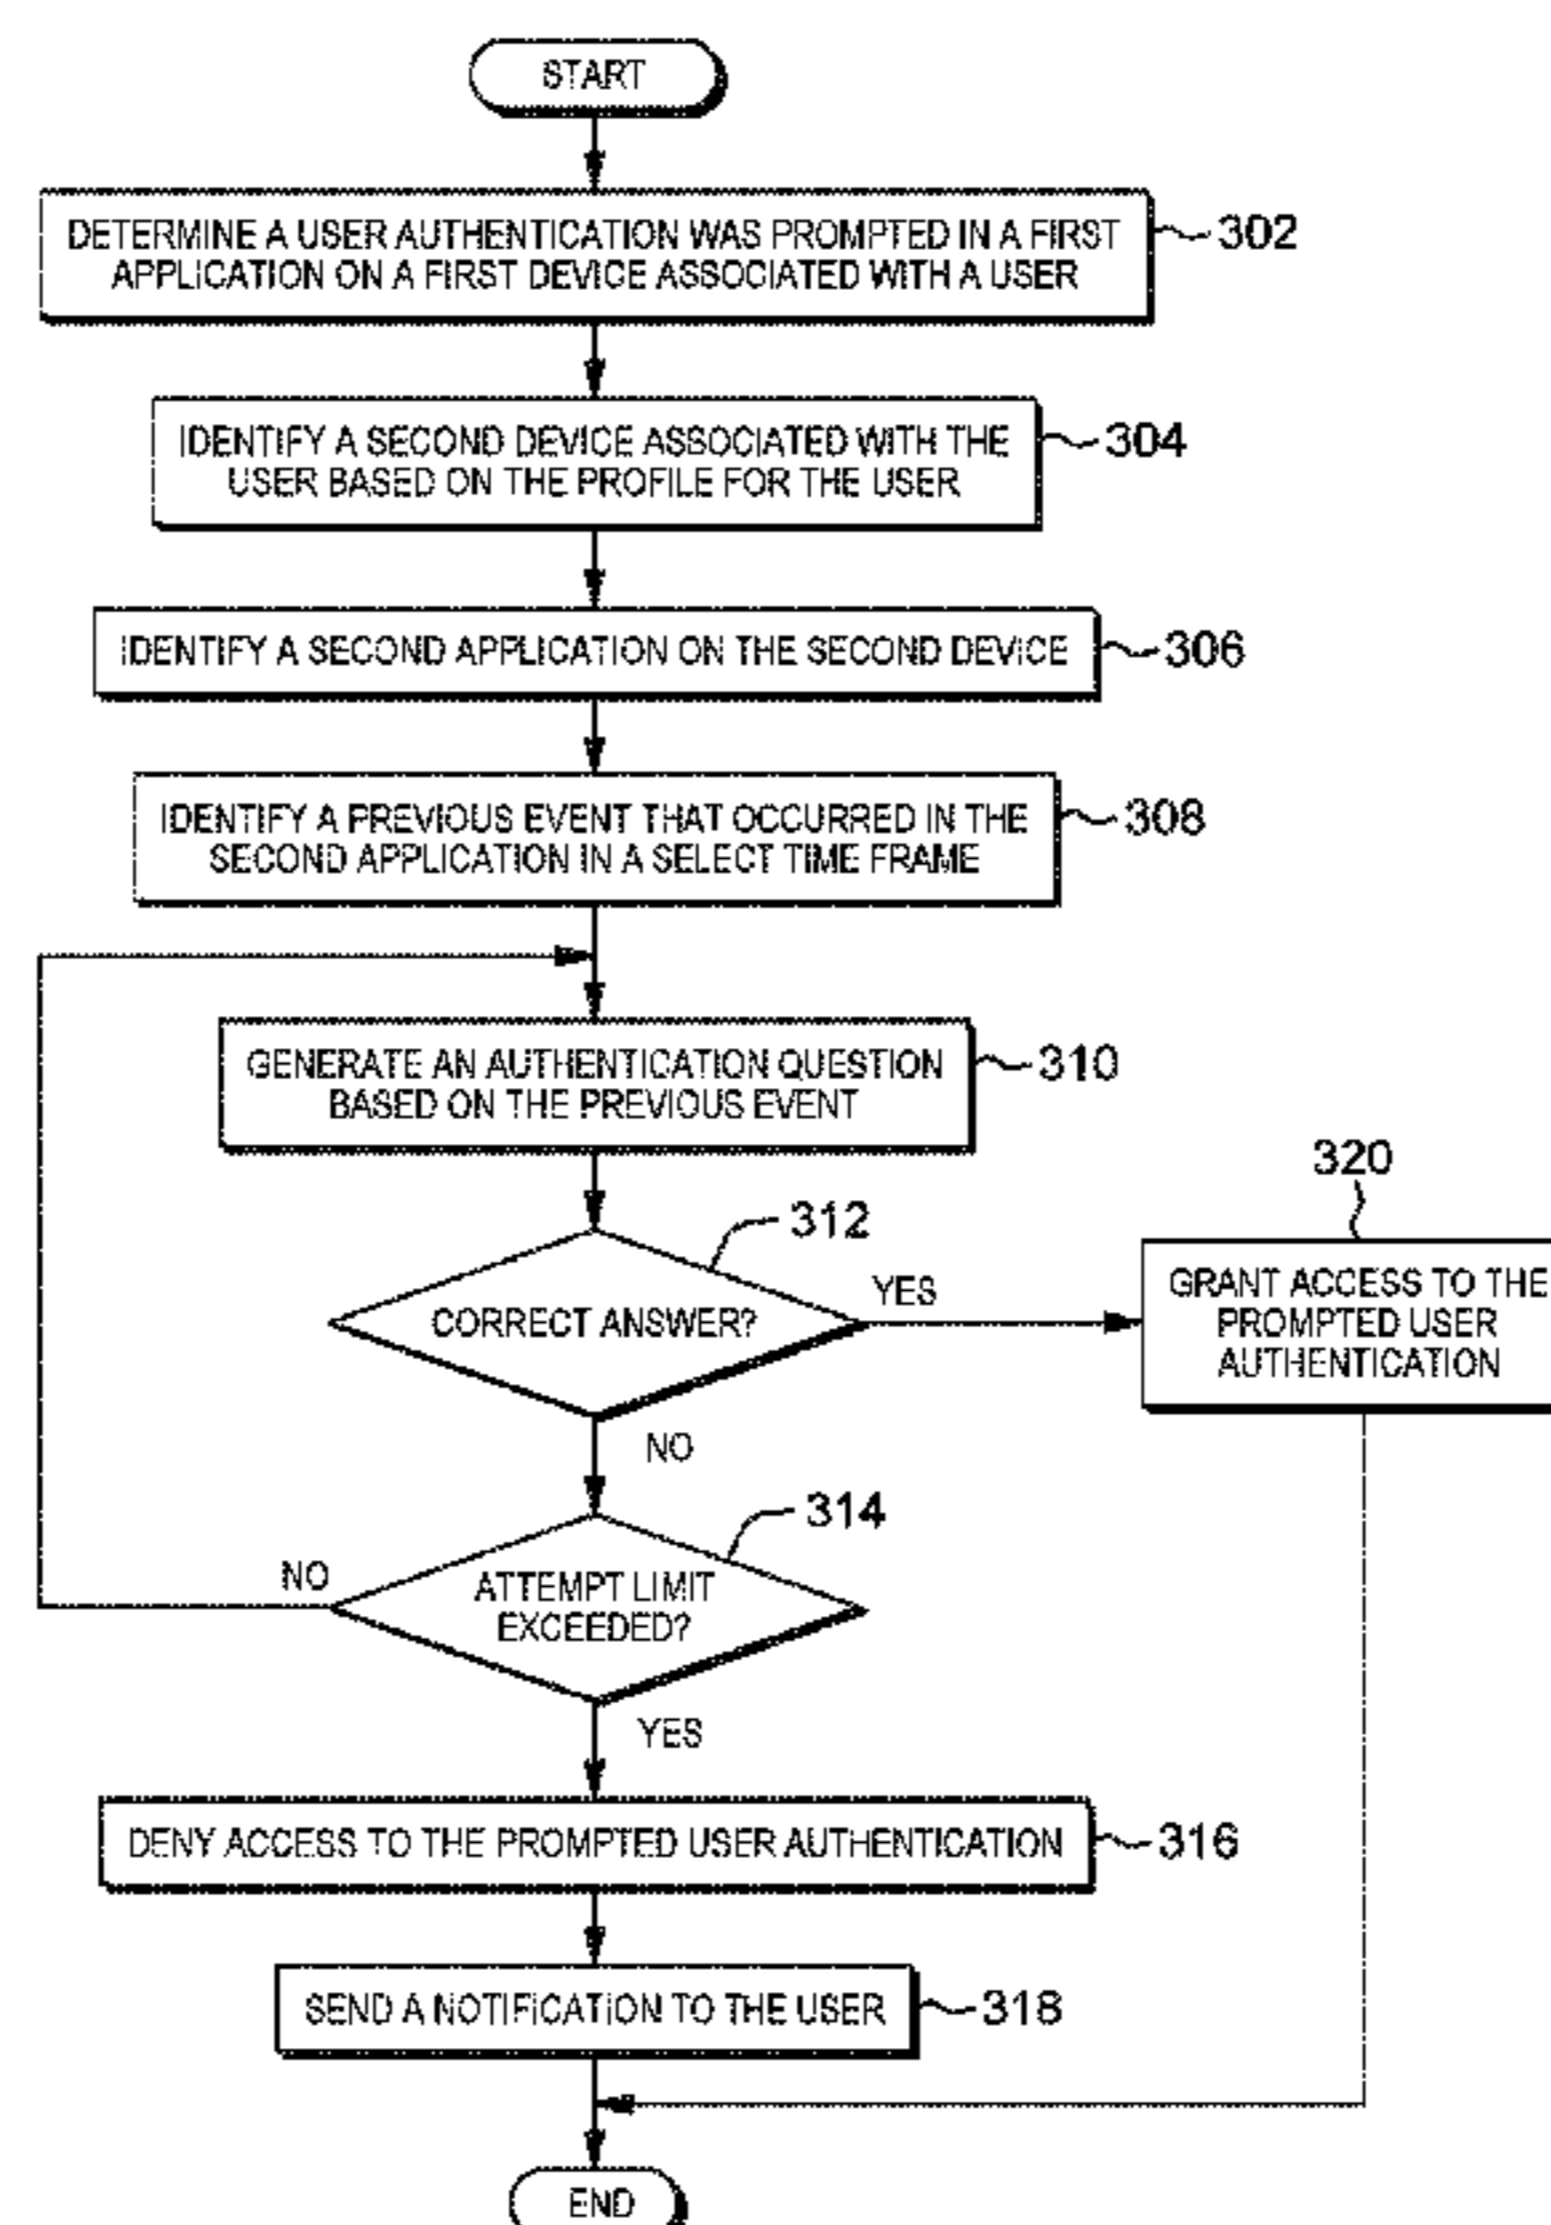 START
DETERMINE A USER AUTHENTICATION WAS PROMPTED IN A FIRST
APPLICATION ON A FIRST DEVICE ASSOCIATED WITH A USER
302
IDENTIFY A SECOND DEVICE ASSOCIATED WITH THE
USER BASED ON THE PROFILE FOR THE USER
304
IDENTIFY A SECOND APPLICATION ON THE SECOND DEVICE
306
IDENTIFY A PREVIOUS EVENT THAT OCCURRED IN THE
SECOND APPLICATION IN A SELECT TIME FRAME
308
GENERATE AN AUTHENTICATION QUESTION
BASED ON THE PREVIOUS EVENT
310
312
CORRECT ANSWER?
YES
320
GRANT ACCESS TO THE
PROMPTED USER
AUTHENTICATION
NO
314
ATTEMPT LIMIT
EXCEEDED?
NO
YES
DENY ACCESS TO THE PROMPTED USER AUTHENTICATION
316
SEND A NOTIFICATION TO THE USER
318
END